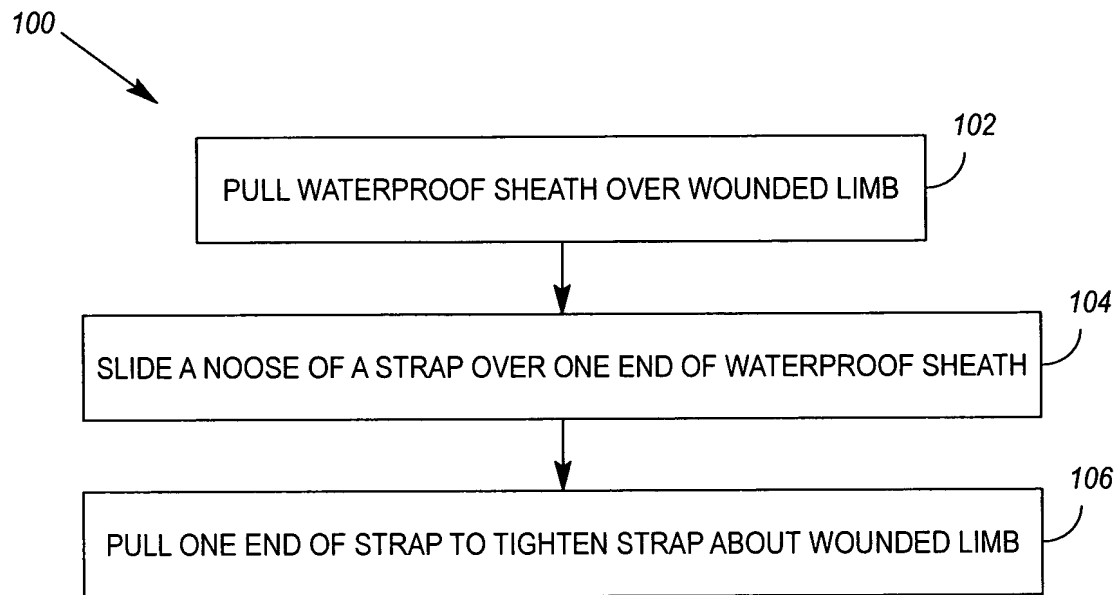 100
102
PULL WATERPROOF SHEATH OVER WOUNDED LIMB
104
SLIDE A NOOSE OF A STRAP OVER ONE END OF WATERPROOF SHEATH
106
PULL ONE END OF STRAP TO TIGHTEN STRAP ABOUT WOUNDED LIMB